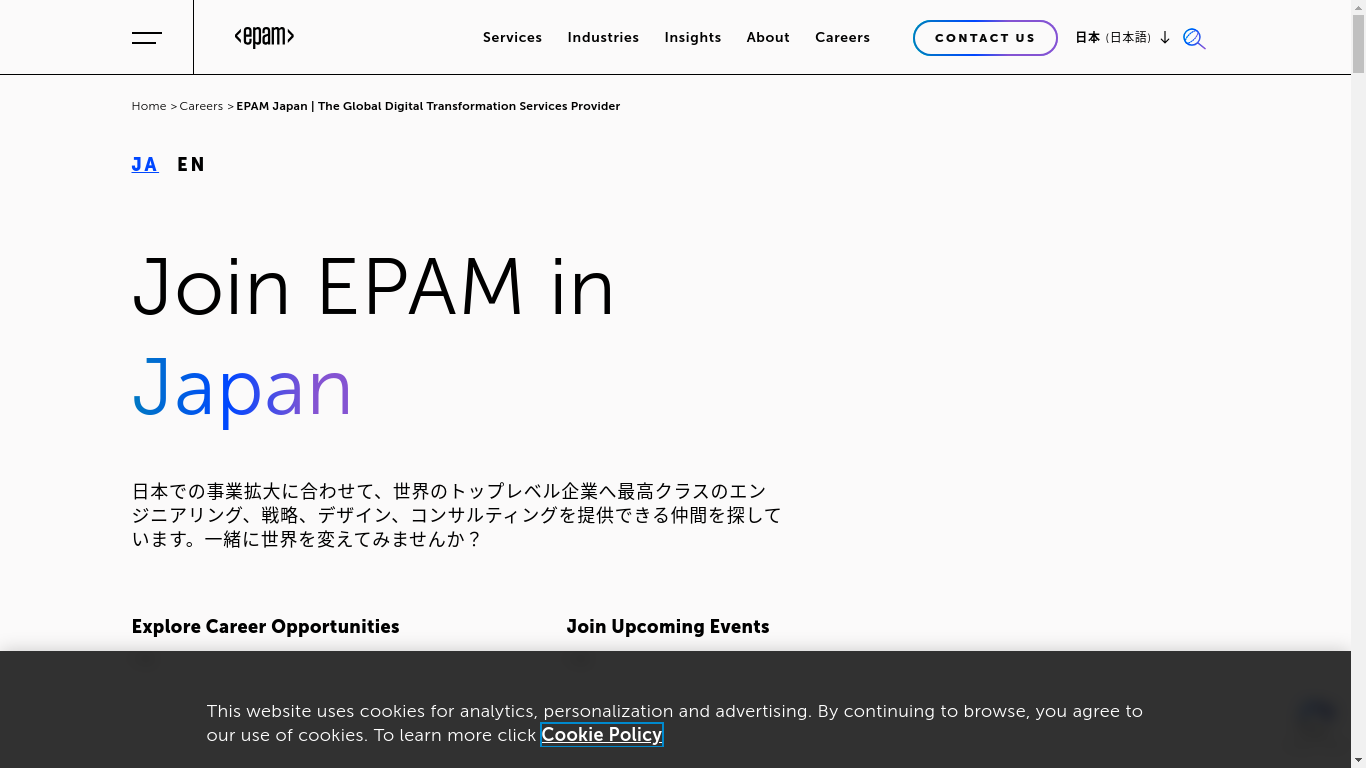 <epam>
Services
Industries
Insights
About
Careers
CONTACT US
日本 (日本語)
Home > Careers > EPAM Japan | The Global Digital Transformation Services Provider
JA EN
Join EPAM in
Japan
日本での事業拡大に合わせて、世界のトップレベル企業へ最高クラスのエン
ジニアリング、戦略、デザイン、コンサルティングを提供できる仲間を探して
います。一緒に世界を変えてみませんか？
Explore Career Opportunities
Join Upcoming Events
This website uses cookies for analytics, personalization and advertising. By continuing to browse, you agree to
our use of cookies. To learn more click Cookie Policy